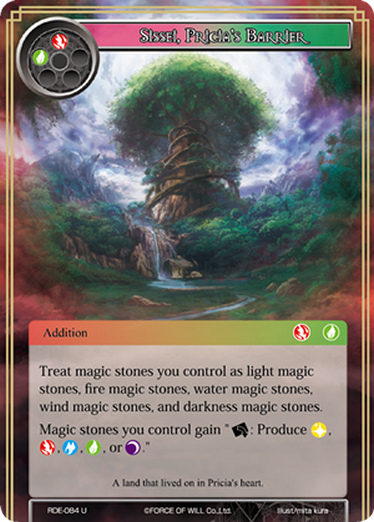 Sissei, Pricia's Barrier
Addition
Treat magic stones you control as light magic
stones, fire magic stones, water magic stones,
wind magic stones, and darkness magic stones.
Magic stones you control gain " : Produce ,
, , , or ."
A land that lived on in Pricia's heart.
RDE-084 U ©FORCE OF WILL Co.,Ltd. Illust/mita kura